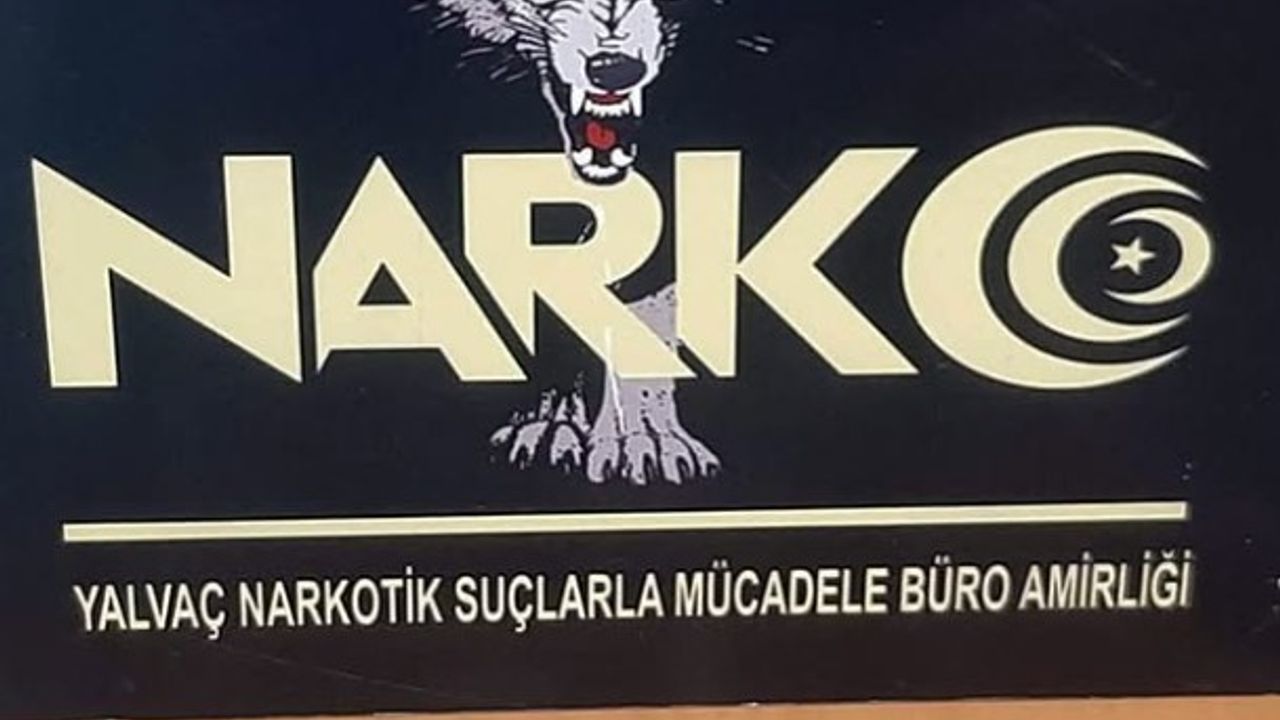 NARKO
YALVAÇ NARKOTİK SUÇLARLA MÜCADELE BÜRO AMİRLİĞİ